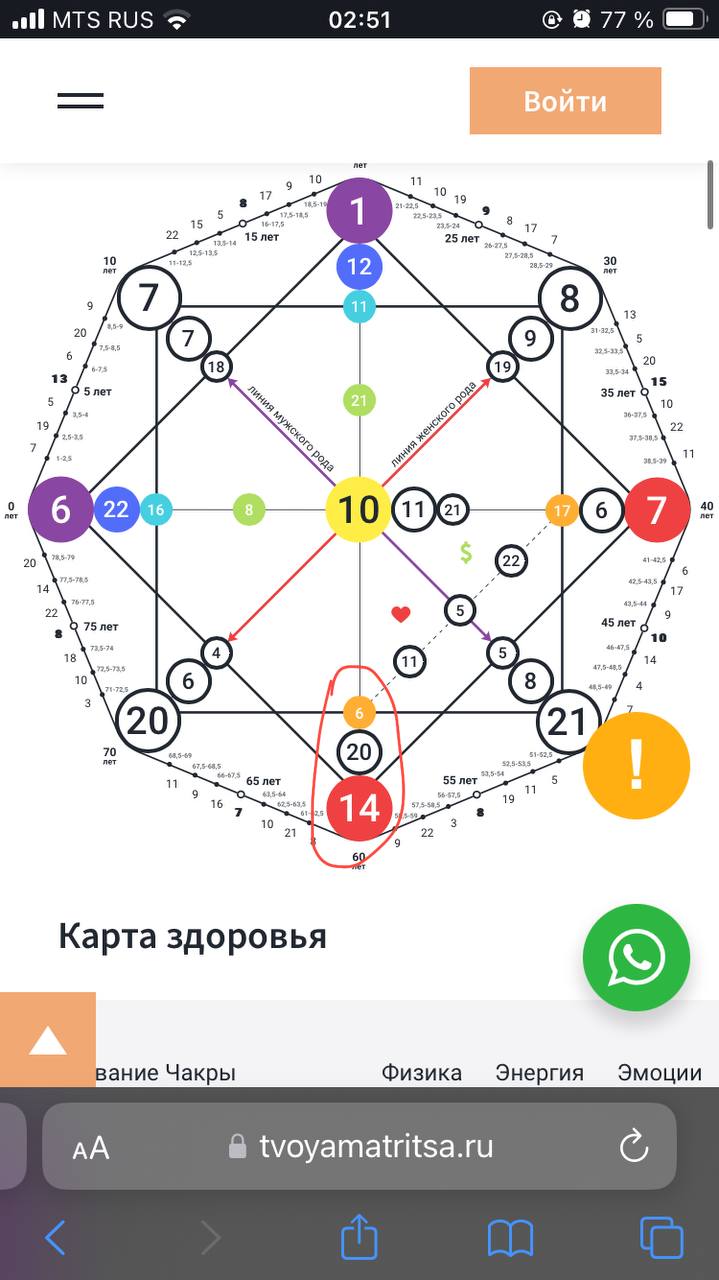 MTS RUS 02:51 77 %
Войти
лет
10 11
9 10
17 18,5-19 21-22,5 19
8 17,5-18,5 22,5-23,5 9
5 16-17,5 23,5-24 8
15 15 лет 1 25 лет 17
22 13,5-14 26-27,5 7
12,5-13,5 12 27,5-28,5
11-12,5 28,5-29
10 30
лет лет
7 11 8
9 8,5-9 13
20 7,5-8,5 7 9 31-32,5 5
6 6-7,5 18 19 32,5-33,5 20
13 5 лет 33,5-34 15
35 лет
5 3,5-4 линия мужского рода 21 линия женского рода 36-37,5 10
19 2,5-3,5 37,5-38,5 22
7 1-2,5 38,5-39 11
0 40
лет 6 22 16 8 10 11 21 17 6 7 лет
20 78,5-79 $ 22 41-42,5 6
14 77,5-78,5 42,5-43,5 17
22 76-77,5 5 43,5-44 9
8 75 лет 45 лет 10
18 73,5-74 4 11 5 46-47,5 14
10 72,5-73,5 6 8 47,5-48,5 4
3 71-72,5 48,5-49 7
20 6 21
70 20 !
лет
68,5-69 51-52,5
11 67,5-68,5 52,5-53,5 5
9 66-67,5 65 лет 55 лет 53,5-54 11
16 63,5-64 14 56-57,5 19
7 62,5-63,5 57,5-58,5 8
10 3
21 22
8 9
60
лет
Карта здоровья
вание Чакры Физика Энергия Эмоции
AA tvoyamatritsa.ru